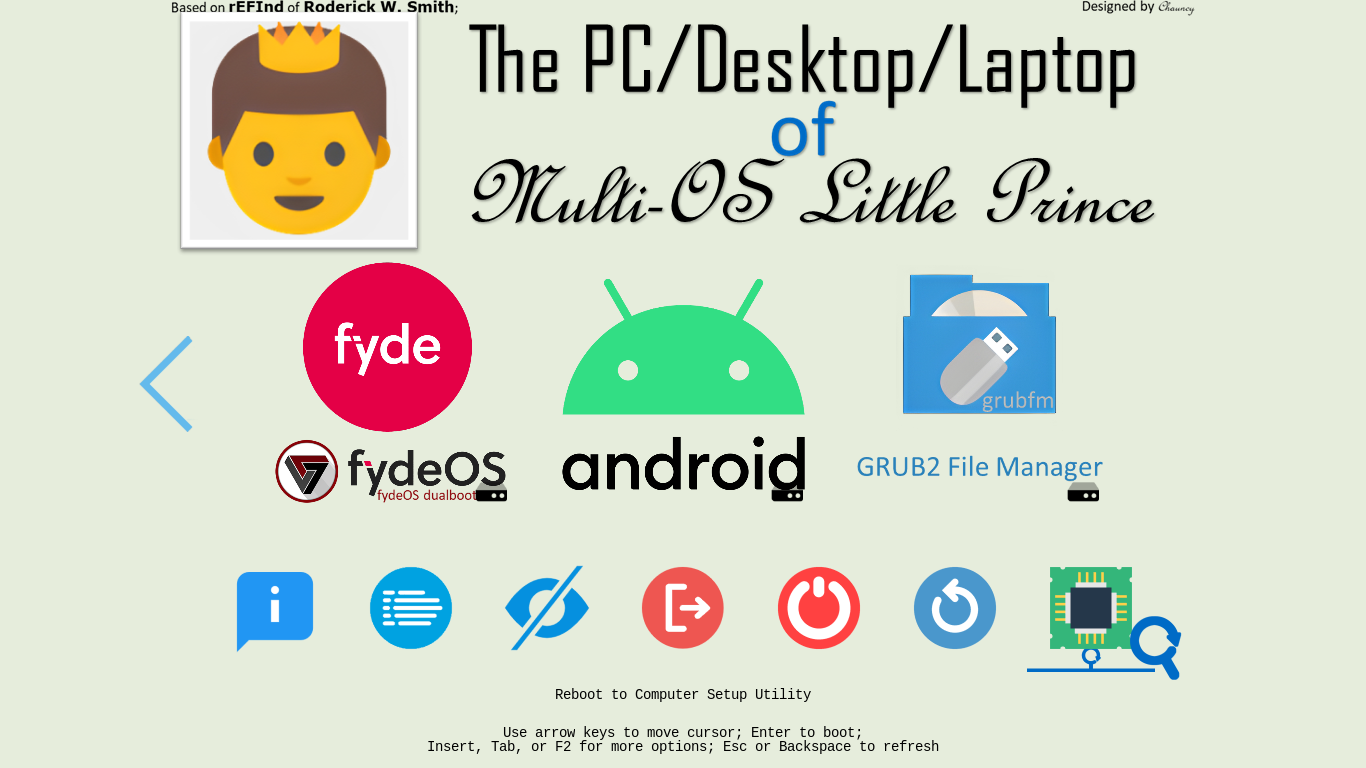 Based on rEFInd of Roderick W. Smith;
Designed by Chauncy
The PC/Desktop/Laptop
of
Multi-OS Little Prince
fyde
grubfm
fydeOS
fydeOS dualboot
android
GRUB2 File Manager
i
Reboot to Computer Setup Utility
Use arrow keys to move cursor; Enter to boot;
Insert, Tab, or F2 for more options; Esc or Backspace to refresh